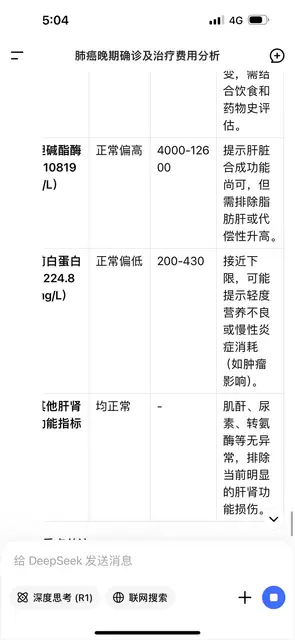 5:04
4G
肺癌晚期确诊及治疗费用分析
变，需结
合饮食和
药物史评
估。
胆碱酯酶
正常偏高
4000-126
提示肝脏
10819
00
合成功能
/L)
尚可，但
需排除脂
肪肝或代
偿性升高。
前白蛋白
正常偏低
200-430
接近下
224.8
限，可能
ng/L)
提示轻度
营养不良
或慢性炎
症消耗
（如肿瘤
影响）。
其他肝肾
均正常
-
肌酐、尿
功能指标
素、转氨
酶等无异
常，排除
当前明显
的肝肾功
能损伤。
给 DeepSeek 发送消息
深度思考 (R1)
联网搜索